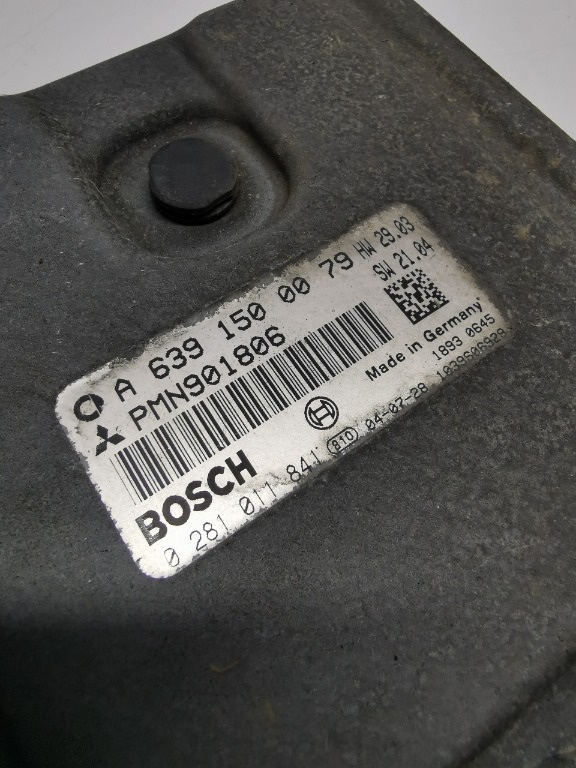 A 639 150 00 79 HW 29.03
PMN901806 SW 21.04
Made in Germany
1893 0645
BOSCH
0 281 011 841 810 04-07-28 1039S06929